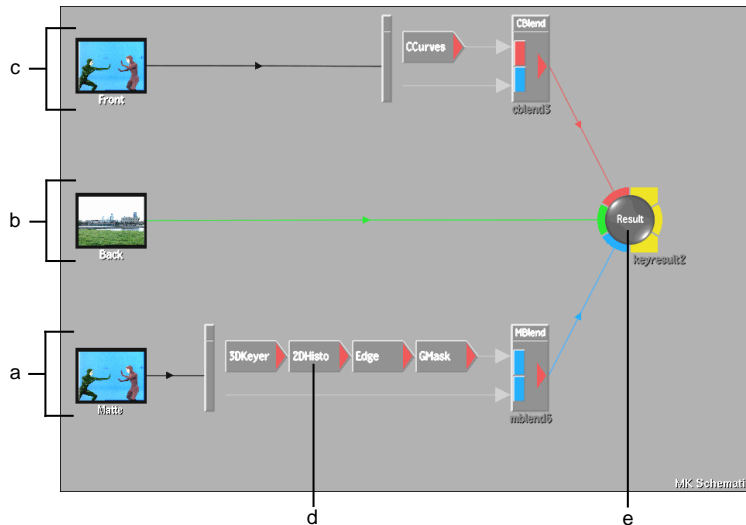 CBlend
c
CCurves
Front
cblend3
b
Result
Back
keyresult2
MBlend
3DKeyer
2DHisto
Edge
GMask
a
Matte
mblend6
MK Schemati
d
e